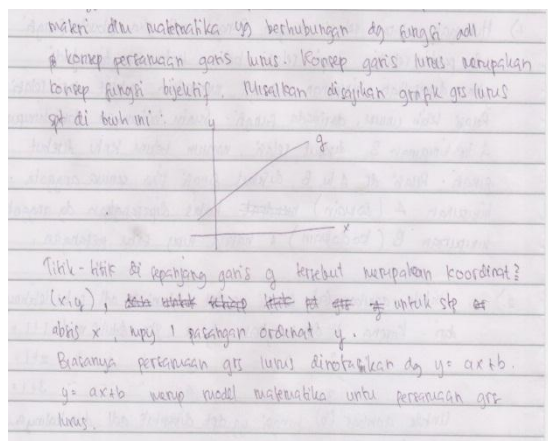 materi dlm matematika yg berhubungan dg fungsi adl
konsep persamaan garis lurus. Konsep garis lurus merupakan
konsep fungsi bijektif. Misalkan disajikan grafik grs lurus
spt di bwh ini :
y
g
x
Titik-titik di sepanjang garis g tersebut merupakan koordinat2
(x,y), untuk stp
absis x, mpy 1 pasangan ordinat y.
Biasanya persamaan grs lurus dinotasikan dg y = ax+b.
y = ax+b merup model matematika untu persamaan grs
lurus.